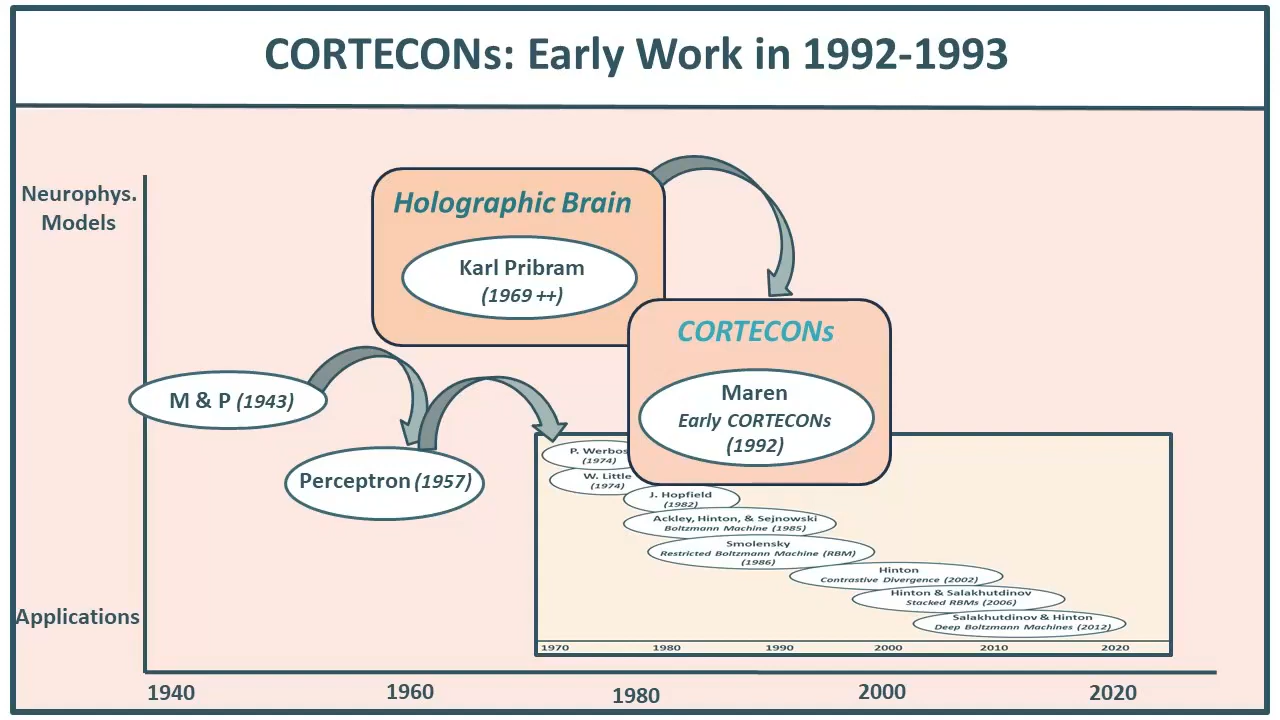 CORTECONs: Early Work in 1992-1993
Neurophys.
Models
Holographic Brain
Karl Pribram
(1969 ++)
CORTECONs
Maren
Early CORTECONs
(1992)
M & P (1943)
Perceptron (1957)
P. Werbos
(1974)
W. Little
(1974)
J. Hopfield
(1982)
Ackley, Hinton, & Sejnowski
Boltzmann Machine (1985)
Smolensky
Restricted Boltzmann Machine (RBM)
(1986)
Hinton
Contrastive Divergence (2002)
Hinton & Salakhutdinov
Stacked RBMs (2006)
Salakhutdinov & Hinton
Deep Boltzmann Machines (2012)
Applications
1970 1980 1990 2000 2010 2020
1940 1960 1980 2000 2020